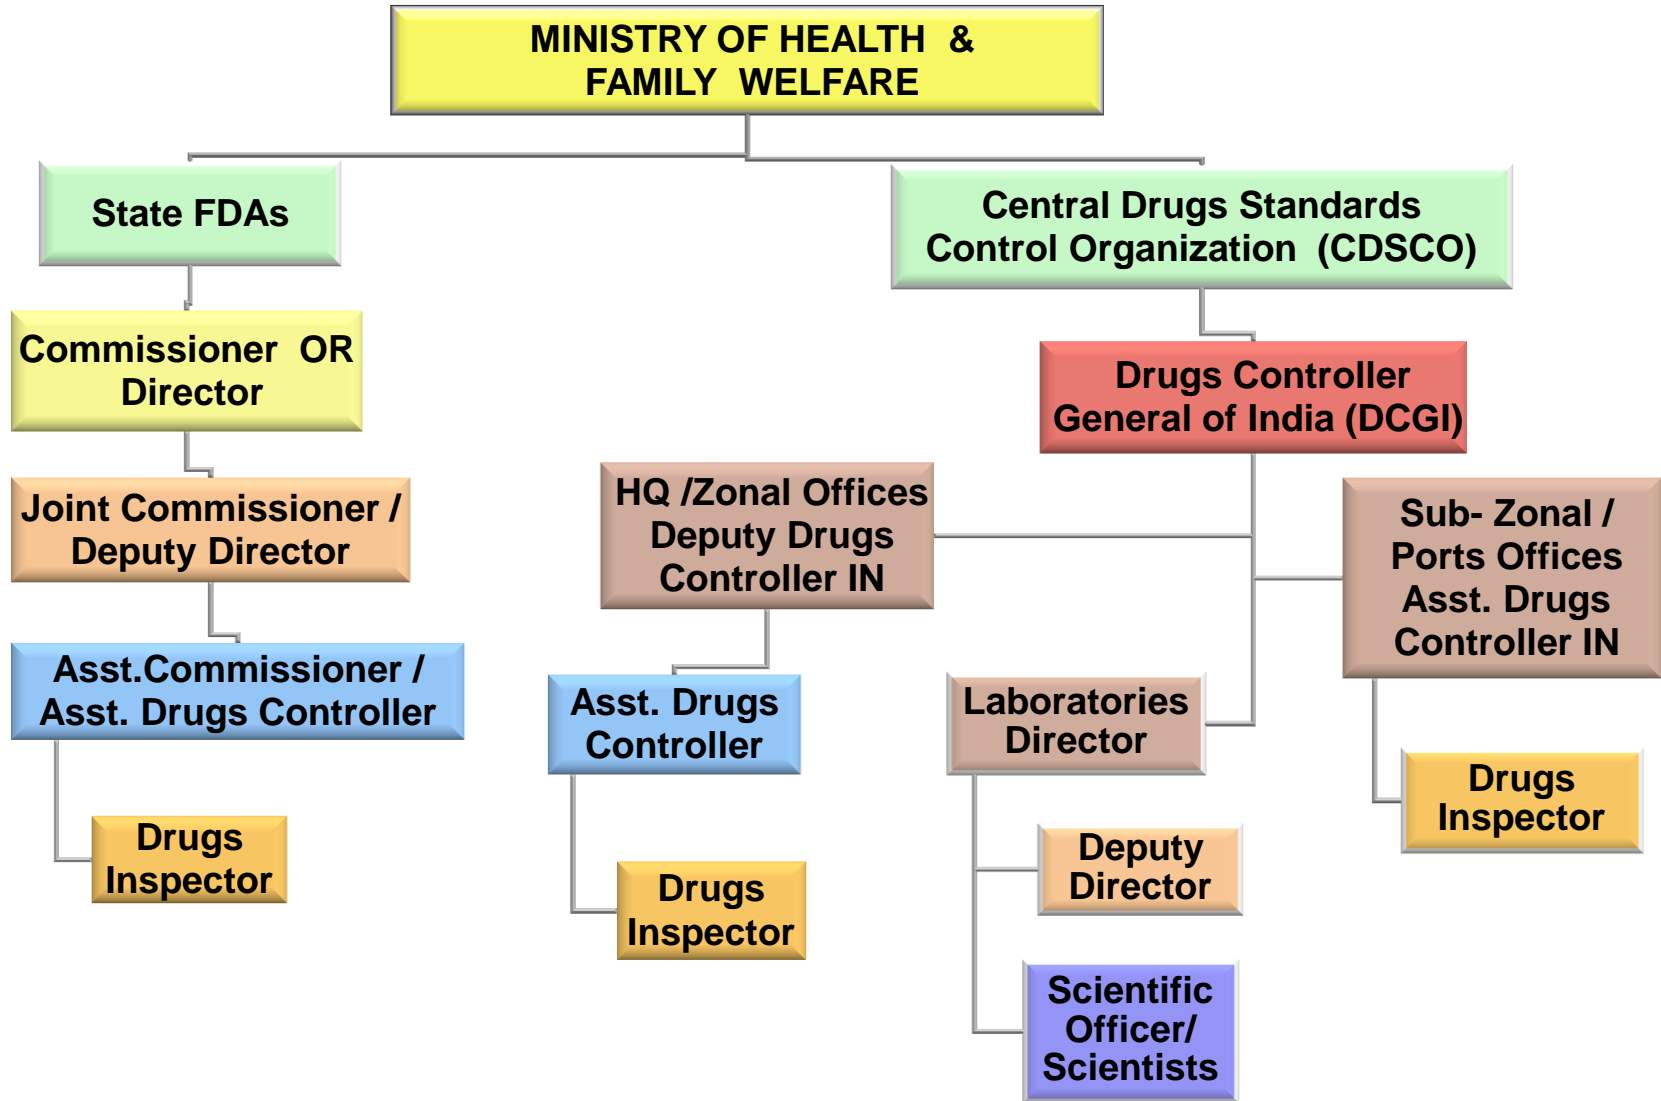 MINISTRY OF HEALTH &
FAMILY WELFARE
State FDAs
Central Drugs Standards
Control Organization (CDSCO)
Commissioner OR
Director
Drugs Controller
General of India (DCGI)
Joint Commissioner /
Deputy Director
HQ /Zonal Offices
Deputy Drugs
Controller IN
Sub- Zonal /
Ports Offices
Asst. Drugs
Controller IN
Asst.Commissioner /
Asst. Drugs Controller
Asst. Drugs
Controller
Laboratories
Director
Drugs
Inspector
Drugs
Inspector
Drugs
Inspector
Deputy
Director
Scientific
Officer/
Scientists